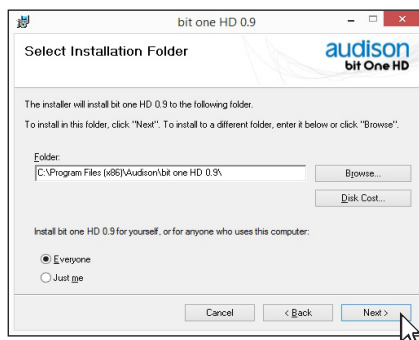 bit one HD 0.9
Select Installation Folder
audison
bit One HD
The installer will install bit one HD 0.9 to the following folder.
To install in this folder, click "Next". To install to a different folder, enter it below or click "Browse".
Folder:
C:\Program Files (x86)\Audison\bit one HD 0.9\
Browse...
Disk Cost...
Install bit one HD 0.9 for yourself, or for anyone who uses this computer:
Everyone
Just me
Cancel
< Back
Next >